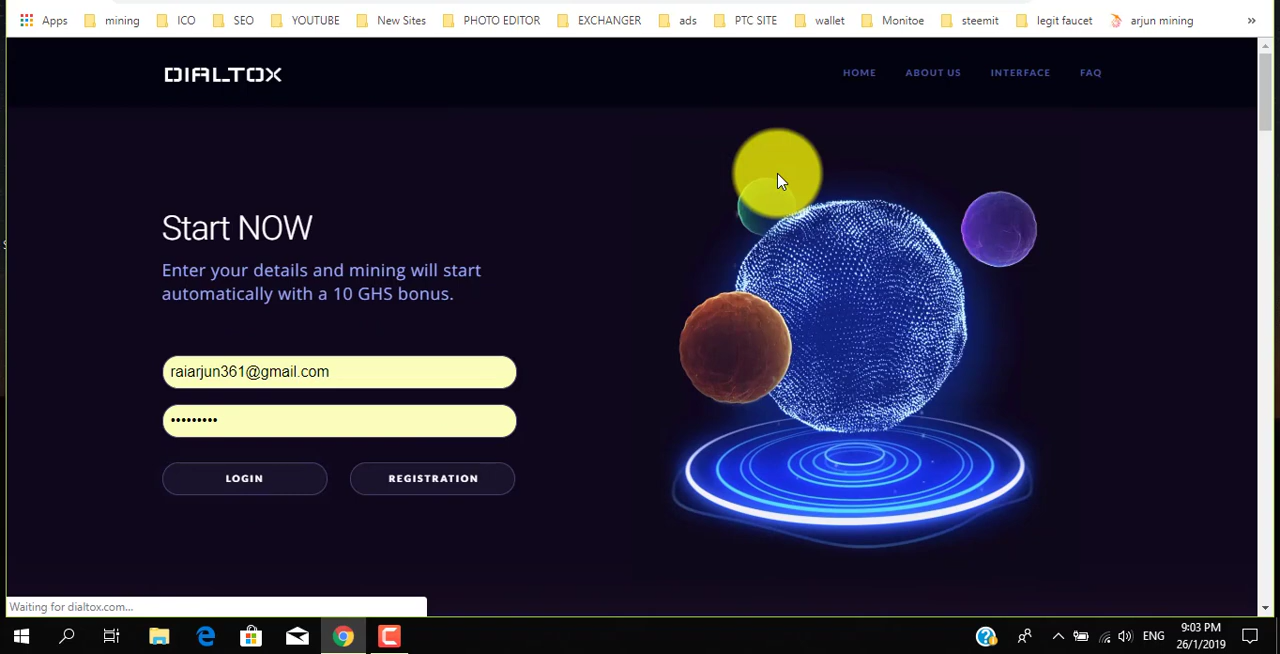 Apps mining ICO SEO YOUTUBE New Sites PHOTO EDITOR EXCHANGER ads PTC SITE wallet Monitoe steemit legit faucet arjun mining »
DIALTOX
HOME ABOUT US INTERFACE FAQ
Start NOW
Enter your details and mining will start
automatically with a 10 GHS bonus.
raiarjun361@gmail.com
•••••••••
LOGIN REGISTRATION
Waiting for dialtox.com...
ENG
9:03 PM
26/1/2019